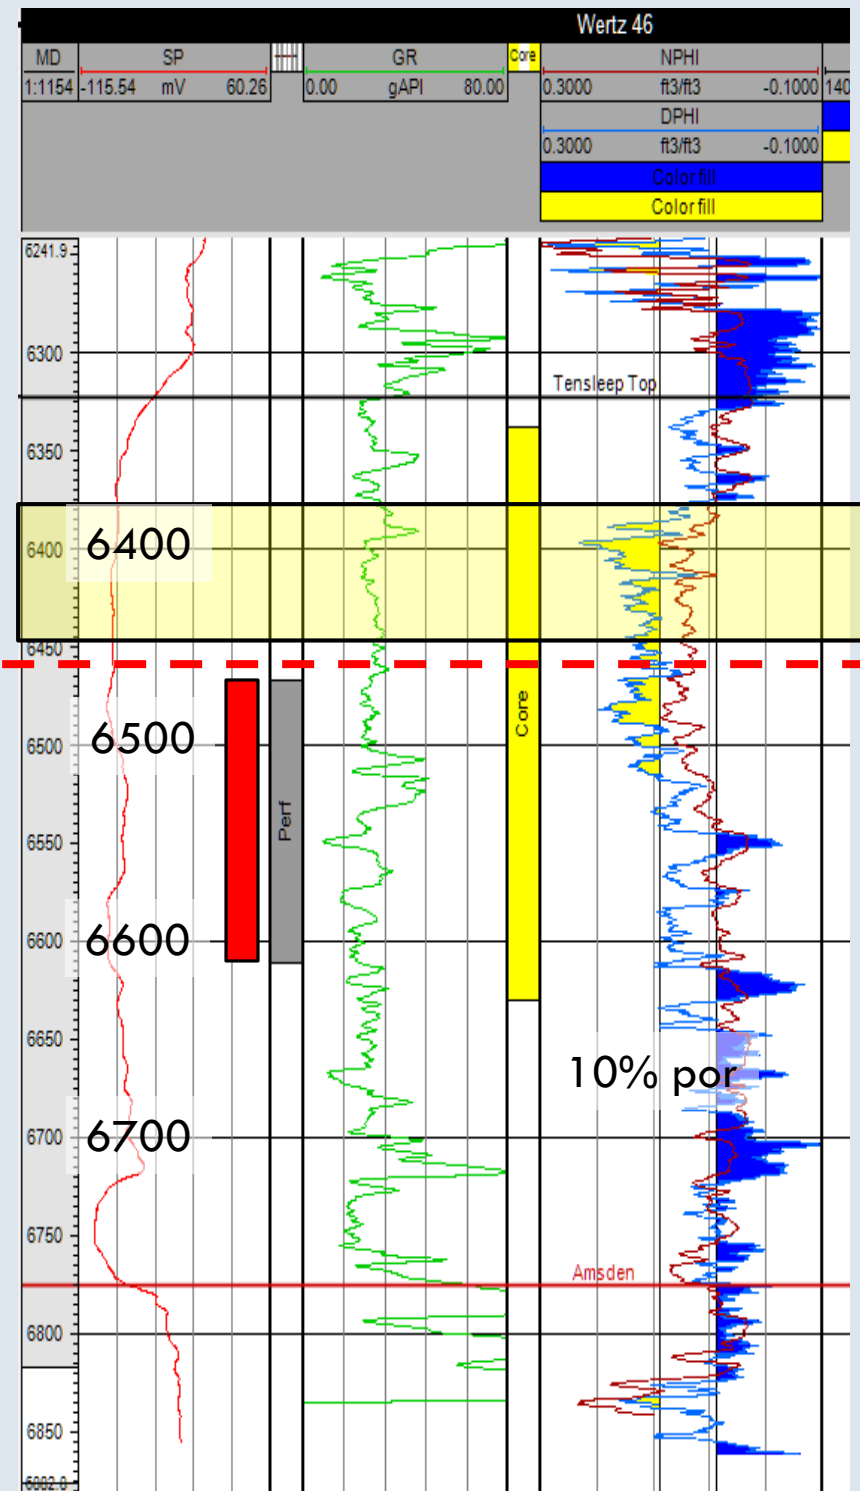 Wertz 46
MD SP GR Core NPHI
1:1154 -115.54 mV 60.26 0.00 gAPI 80.00 0.3000 ft3/ft3 -0.1000 140
DPHI
0.3000 ft3/ft3 -0.1000
Color fill
Color fill
6241.9
6300
Tensleep Top
6350
6400 6400
6450
Core
6500 6500
Perf
6550
6600 6600
6650
10% por
6700 6700
6750
Amsden
6800
6850